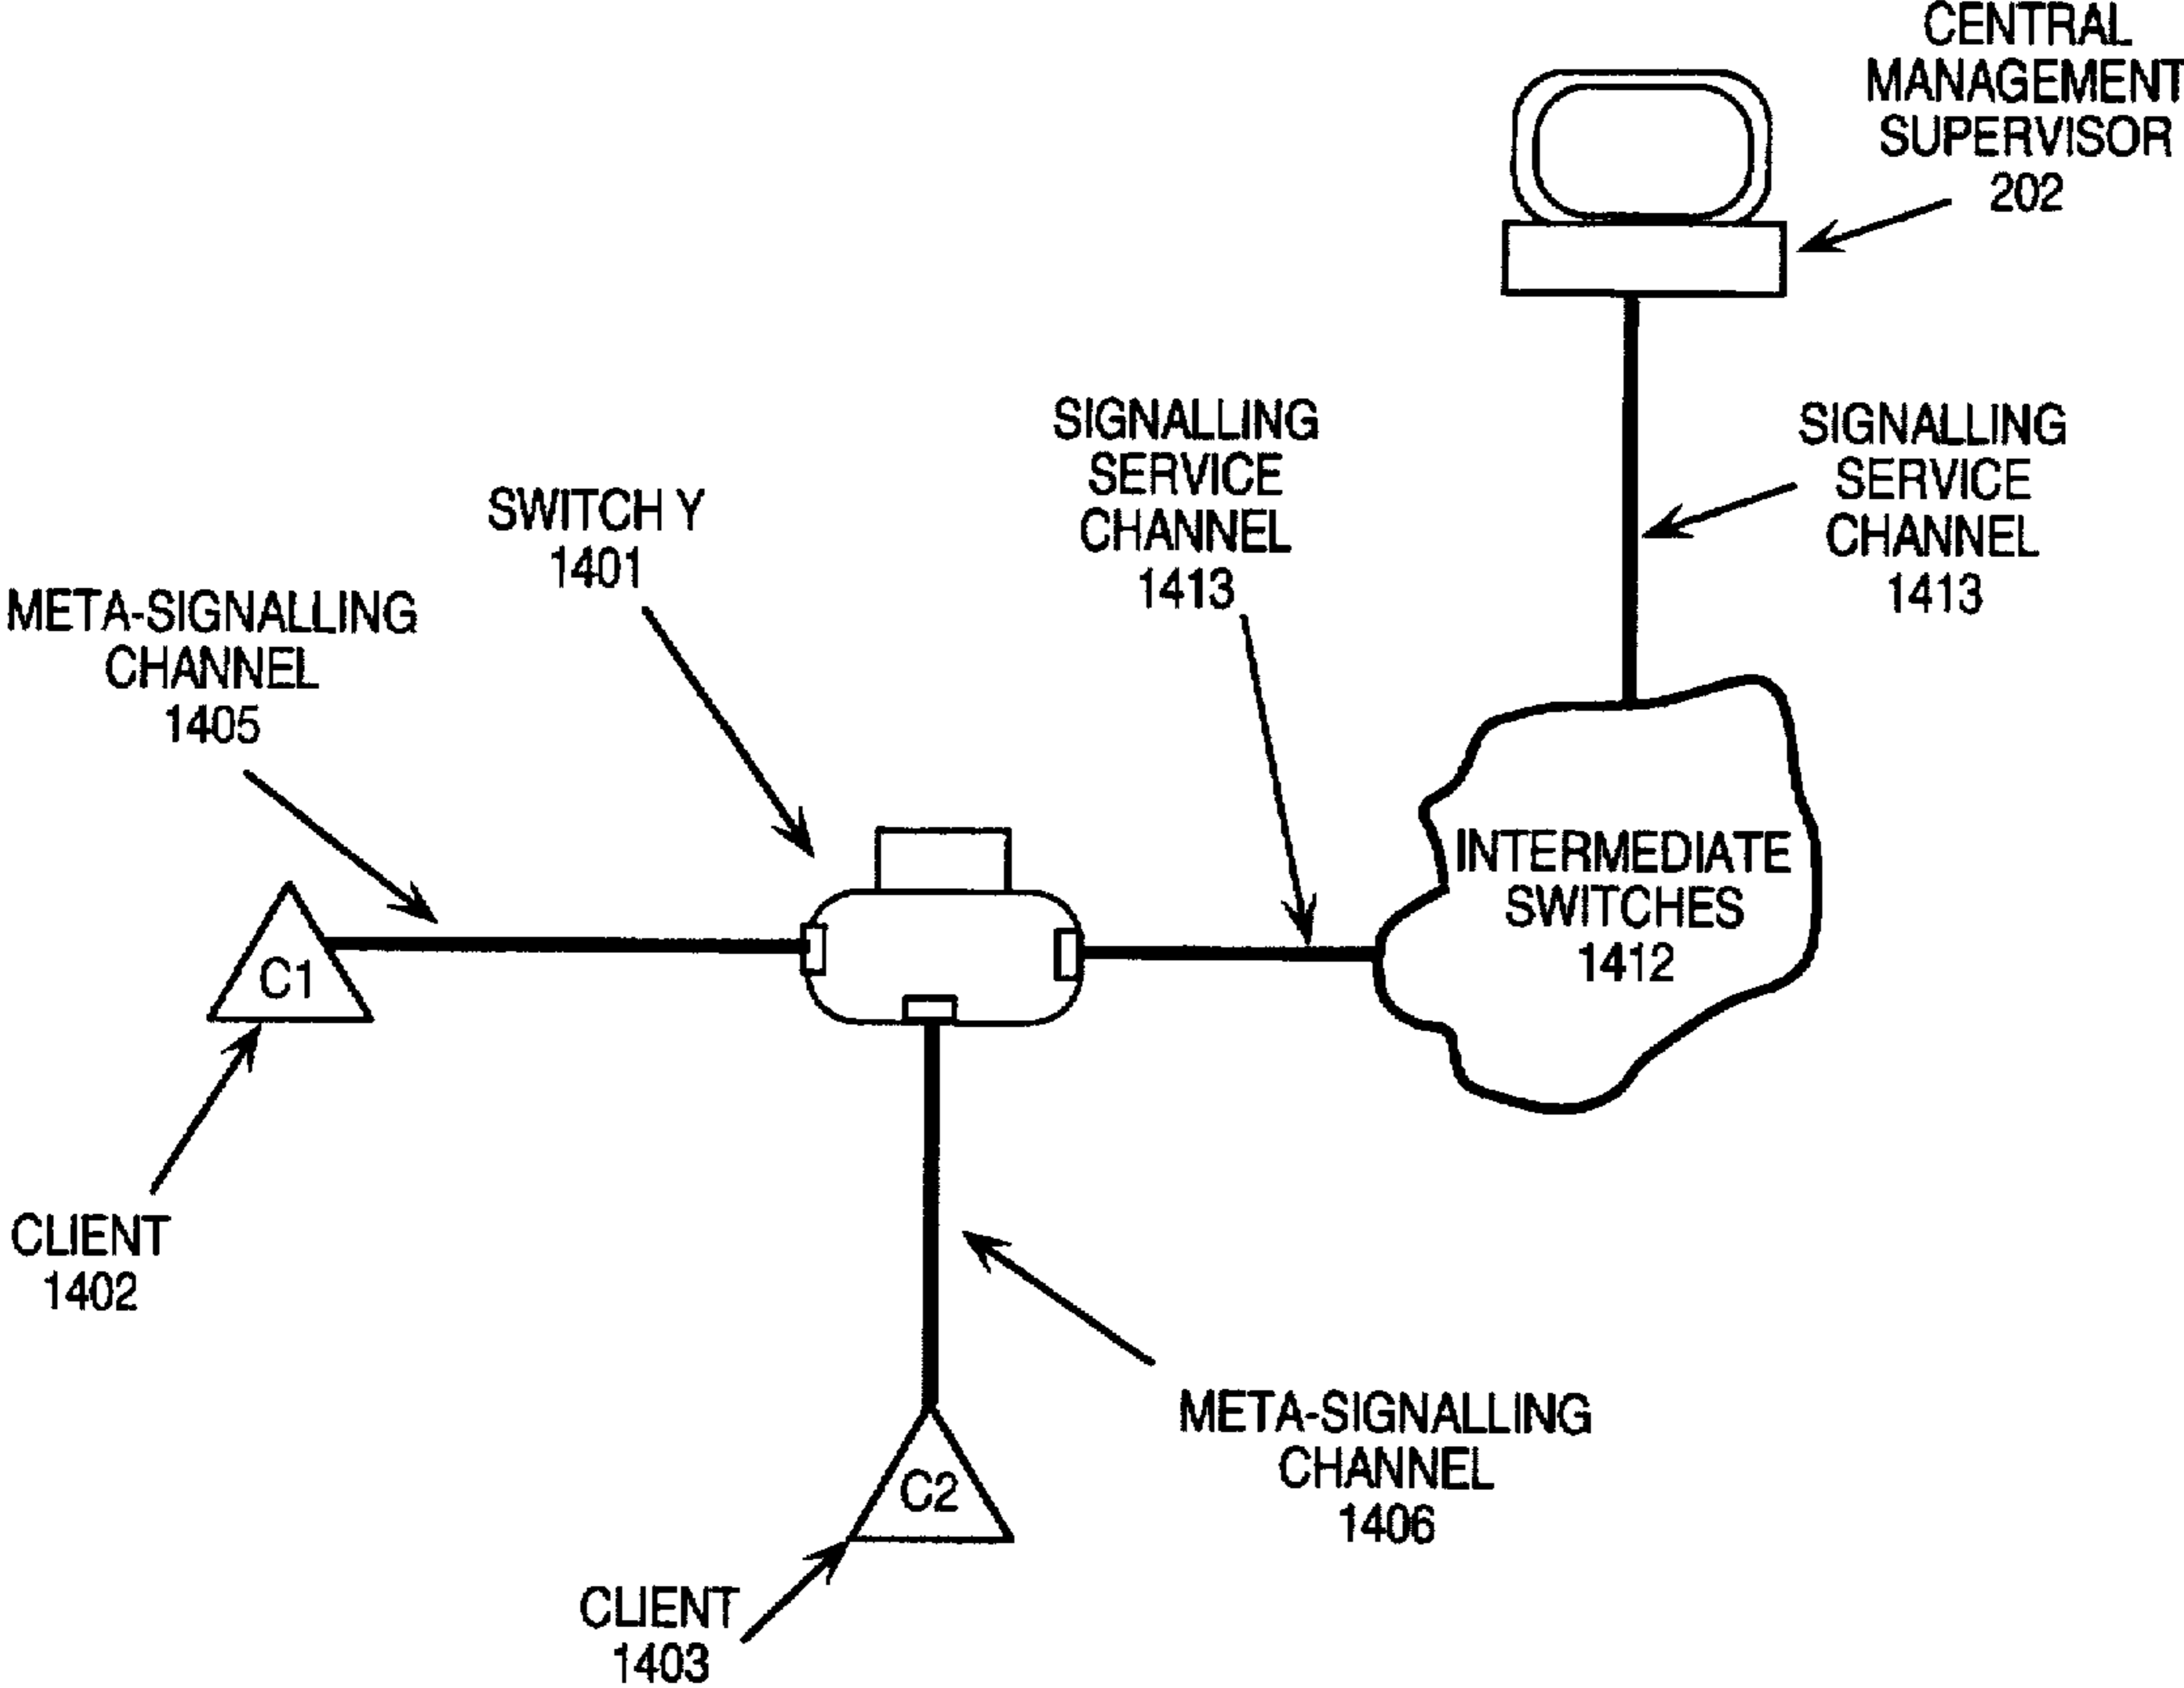 CENTRAL
MANAGEMENT
SUPERVISOR
202
SIGNALLING
SERVICE
CHANNEL
1413
SIGNALLING
SERVICE
CHANNEL
1413
SWITCH Y
1401
META-SIGNALLING
CHANNEL
1405
INTERMEDIATE
SWITCHES
1412
C1
CLIENT
1402
META-SIGNALLING
CHANNEL
1406
C2
CLIENT
1403